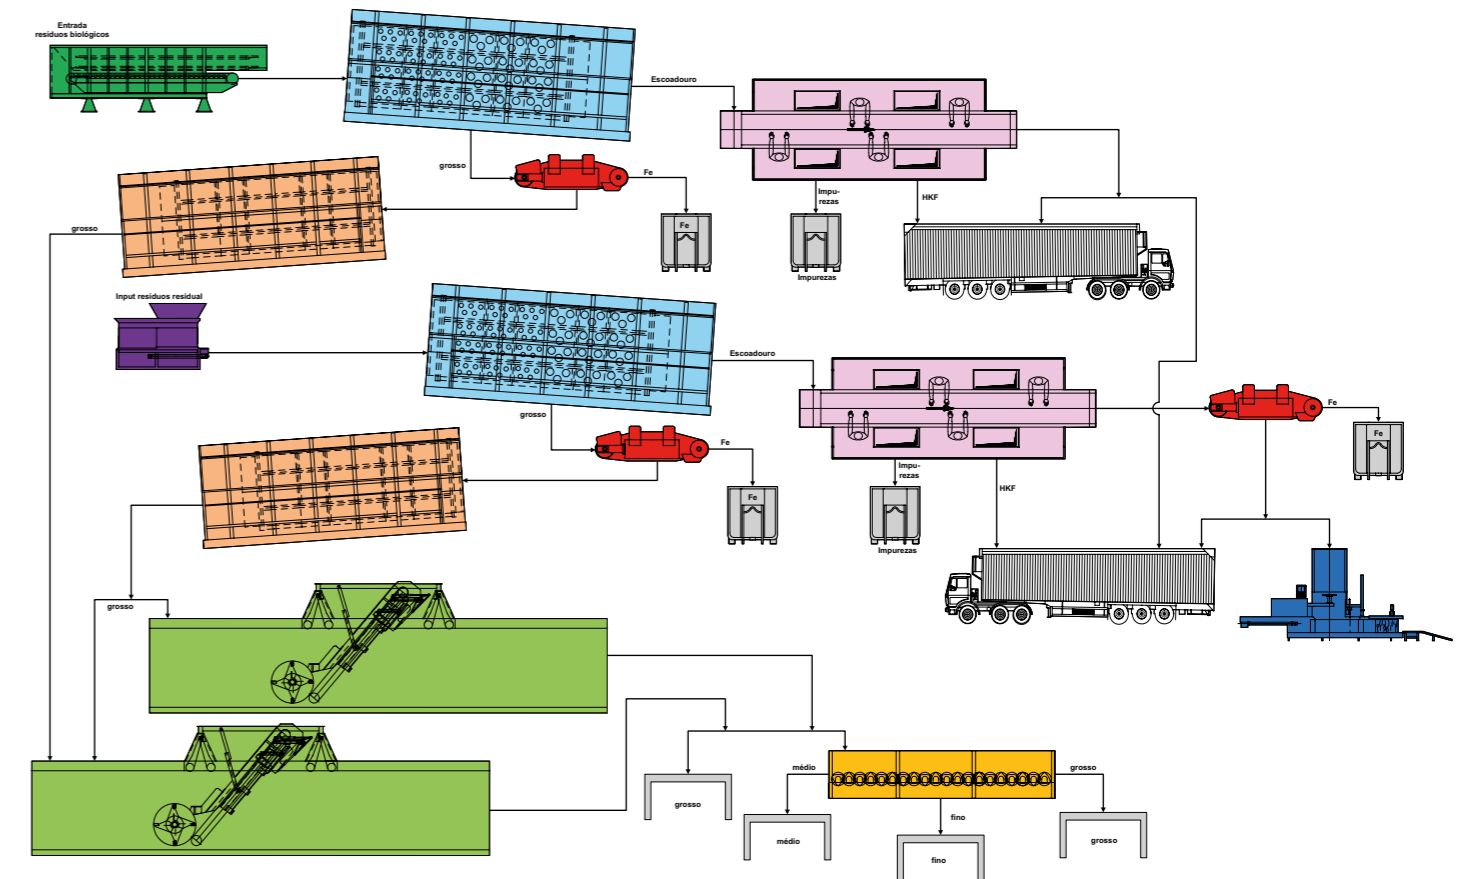 Entrada
resíduos biológicos
Escoadouro
grosso
Fe
Fe
Impu-
rezas
HKF
Impurezas
grosso
Input resíduos residual
Escoadouro
grosso
Fe
Fe
Impu-
rezas
HKF
Impurezas
Fe
Fe
grosso
médio
grosso
grosso
fino
médio
fino
grosso